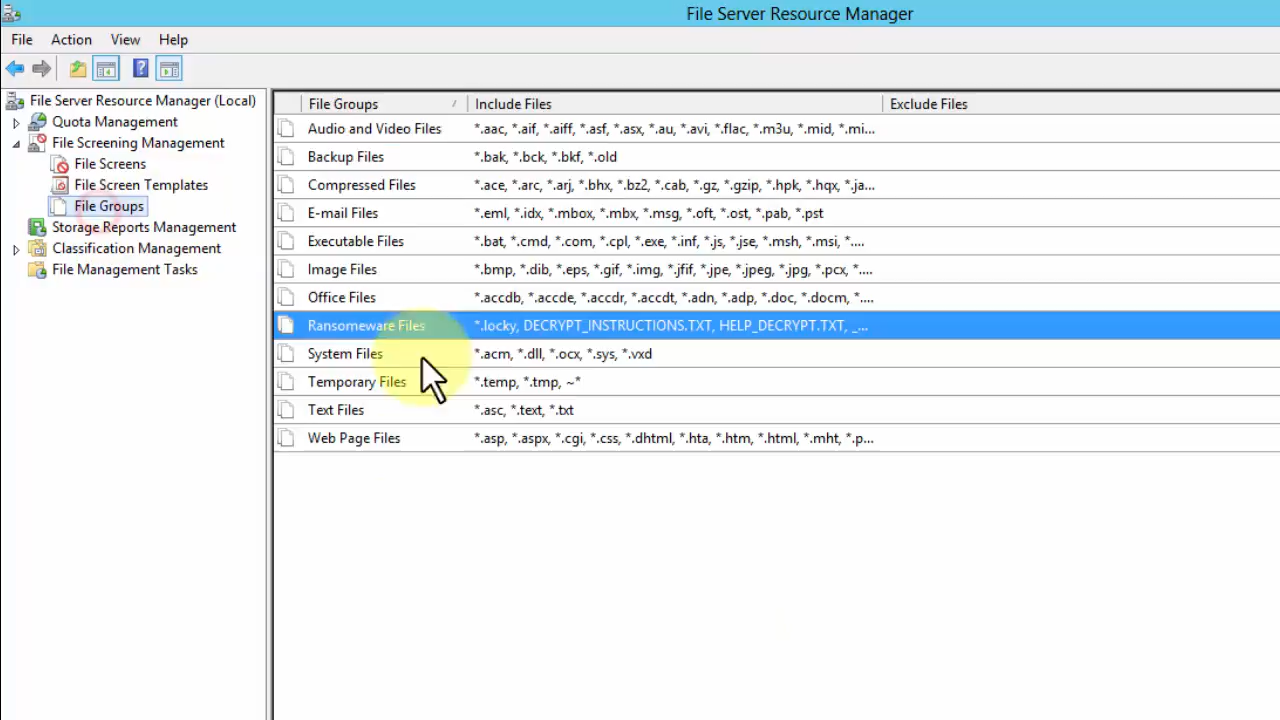 File Server Resource Manager
File Action View Help
File Server Resource Manager (Local)
Quota Management
File Screening Management
File Screens
File Screen Templates
File Groups
Storage Reports Management
Classification Management
File Management Tasks
File Groups Include Files Exclude Files
Audio and Video Files *.aac, *.aif, *.aiff, *.asf, *.asx, *.au, *.avi, *.flac, *.m3u, *.mid, *.mi...
Backup Files *.bak, *.bck, *.bkf, *.old
Compressed Files *.ace, *.arc, *.arj, *.bhx, *.bz2, *.cab, *.gz, *.gzip, *.hpk, *.hqx, *.ja...
E-mail Files *.eml, *.idx, *.mbox, *.mbx, *.msg, *.oft, *.ost, *.pab, *.pst
Executable Files *.bat, *.cmd, *.com, *.cpl, *.exe, *.inf, *.js, *.jse, *.msh, *.msi, *....
Image Files *.bmp, *.dib, *.eps, *.gif, *.img, *.jfif, *.jpe, *.jpeg, *.jpg, *.pcx, *....
Office Files *.accdb, *.accde, *.accdr, *.accdt, *.adn, *.adp, *.doc, *.docm, *....
Ransomeware Files *.locky, DECRYPT_INSTRUCTIONS.TXT, HELP_DECRYPT.TXT, _...
System Files *.acm, *.dll, *.ocx, *.sys, *.vxd
Temporary Files *.temp, *.tmp, ~*
Text Files *.asc, *.text, *.txt
Web Page Files *.asp, *.aspx, *.cgi, *.css, *.dhtml, *.hta, *.htm, *.html, *.mht, *.p...